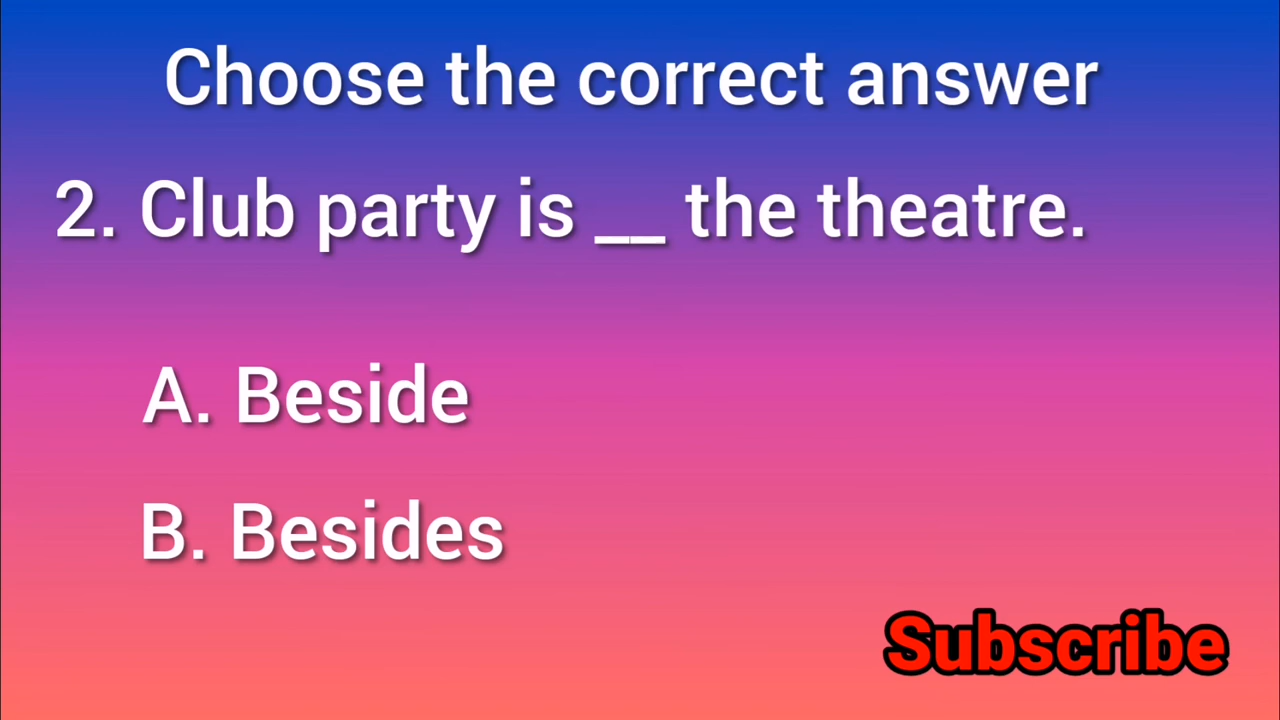 Choose the correct answer
2. Club party is __ the theatre.
A. Beside
B. Besides
Subscribe